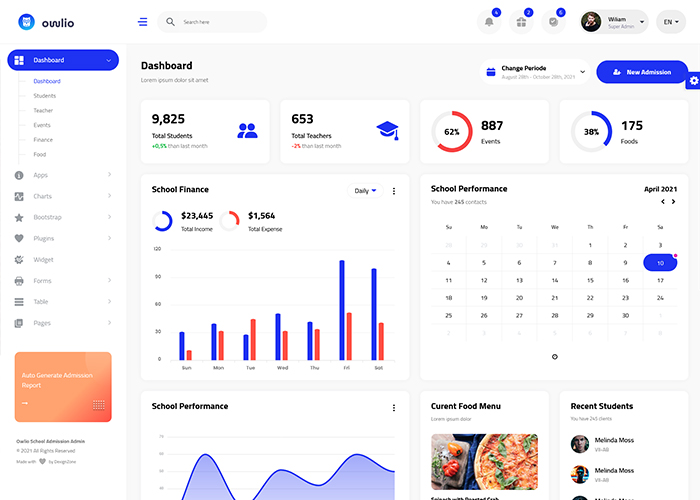 owlio
Search here
4
2
6
Wiliam
Super Admin
EN
Dashboard
Dashboard
Students
Teacher
Events
Finance
Food
Apps
Charts
Bootstrap
Plugins
Widget
Forms
Table
Pages
Auto Generate Admission
Report
Owlio School Admission Admin
© 2021 All Rights Reserved
Made with by DexignZone
Dashboard
Lorem ipsum dolor sit amet
Change Periode
August 28th - October 28th, 2021
New Admission
9,825
Total Students
+0,5% than last month
653
Total Teachers
-2% than last month
62%
887
Events
38%
175
Foods
School Finance
Daily
$23,445
Total Income
$1,564
Total Expense
120
90
60
30
0
Sun Mon Tue Wed Thu Fri Sat
School Performance
You have 245 contacts
April 2021
Su Mo Tu We Th Fr Sa
28 29 30 31 1 2 3
4 5 6 7 8 9 10
11 12 13 14 15 16 17
18 19 20 21 22 23 24
25 26 27 28 29 30 1
2 3 4 5 6 7 8
School Performance
70
60
50
40
30
Curent Food Menu
Lorem ipsum dolor
Recent Students
You have 245 clients
Melinda Moss
VII-AB
Melinda Moss
VII-AB
Melinda Moss